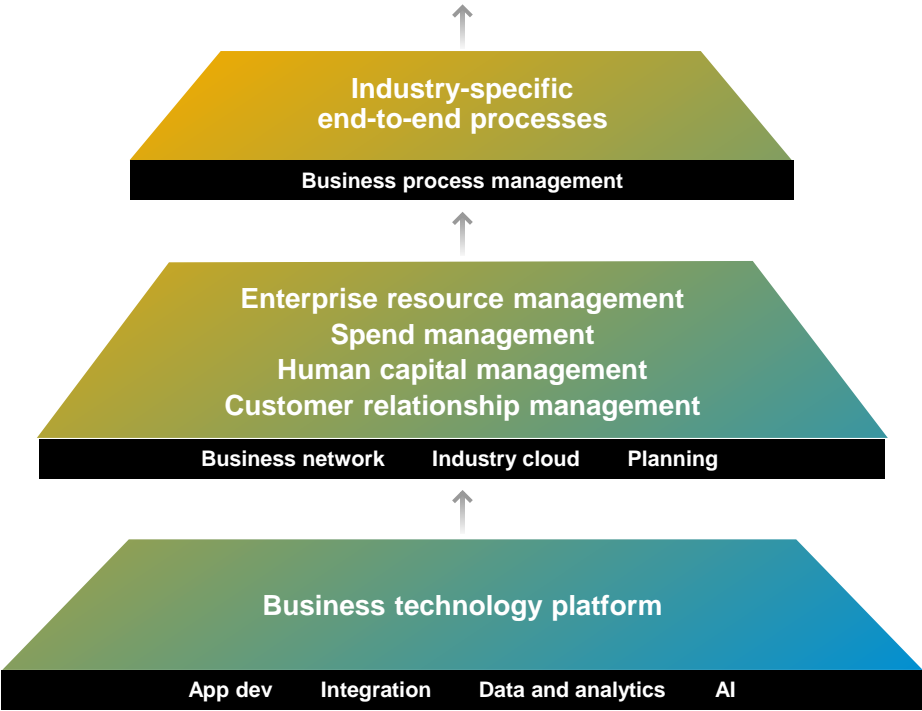 Industry-specific
end-to-end processes
Business process management
Enterprise resource management
Spend management
Human capital management
Customer relationship management
Business network Industry cloud Planning
Business technology platform
App dev Integration Data and analytics AI